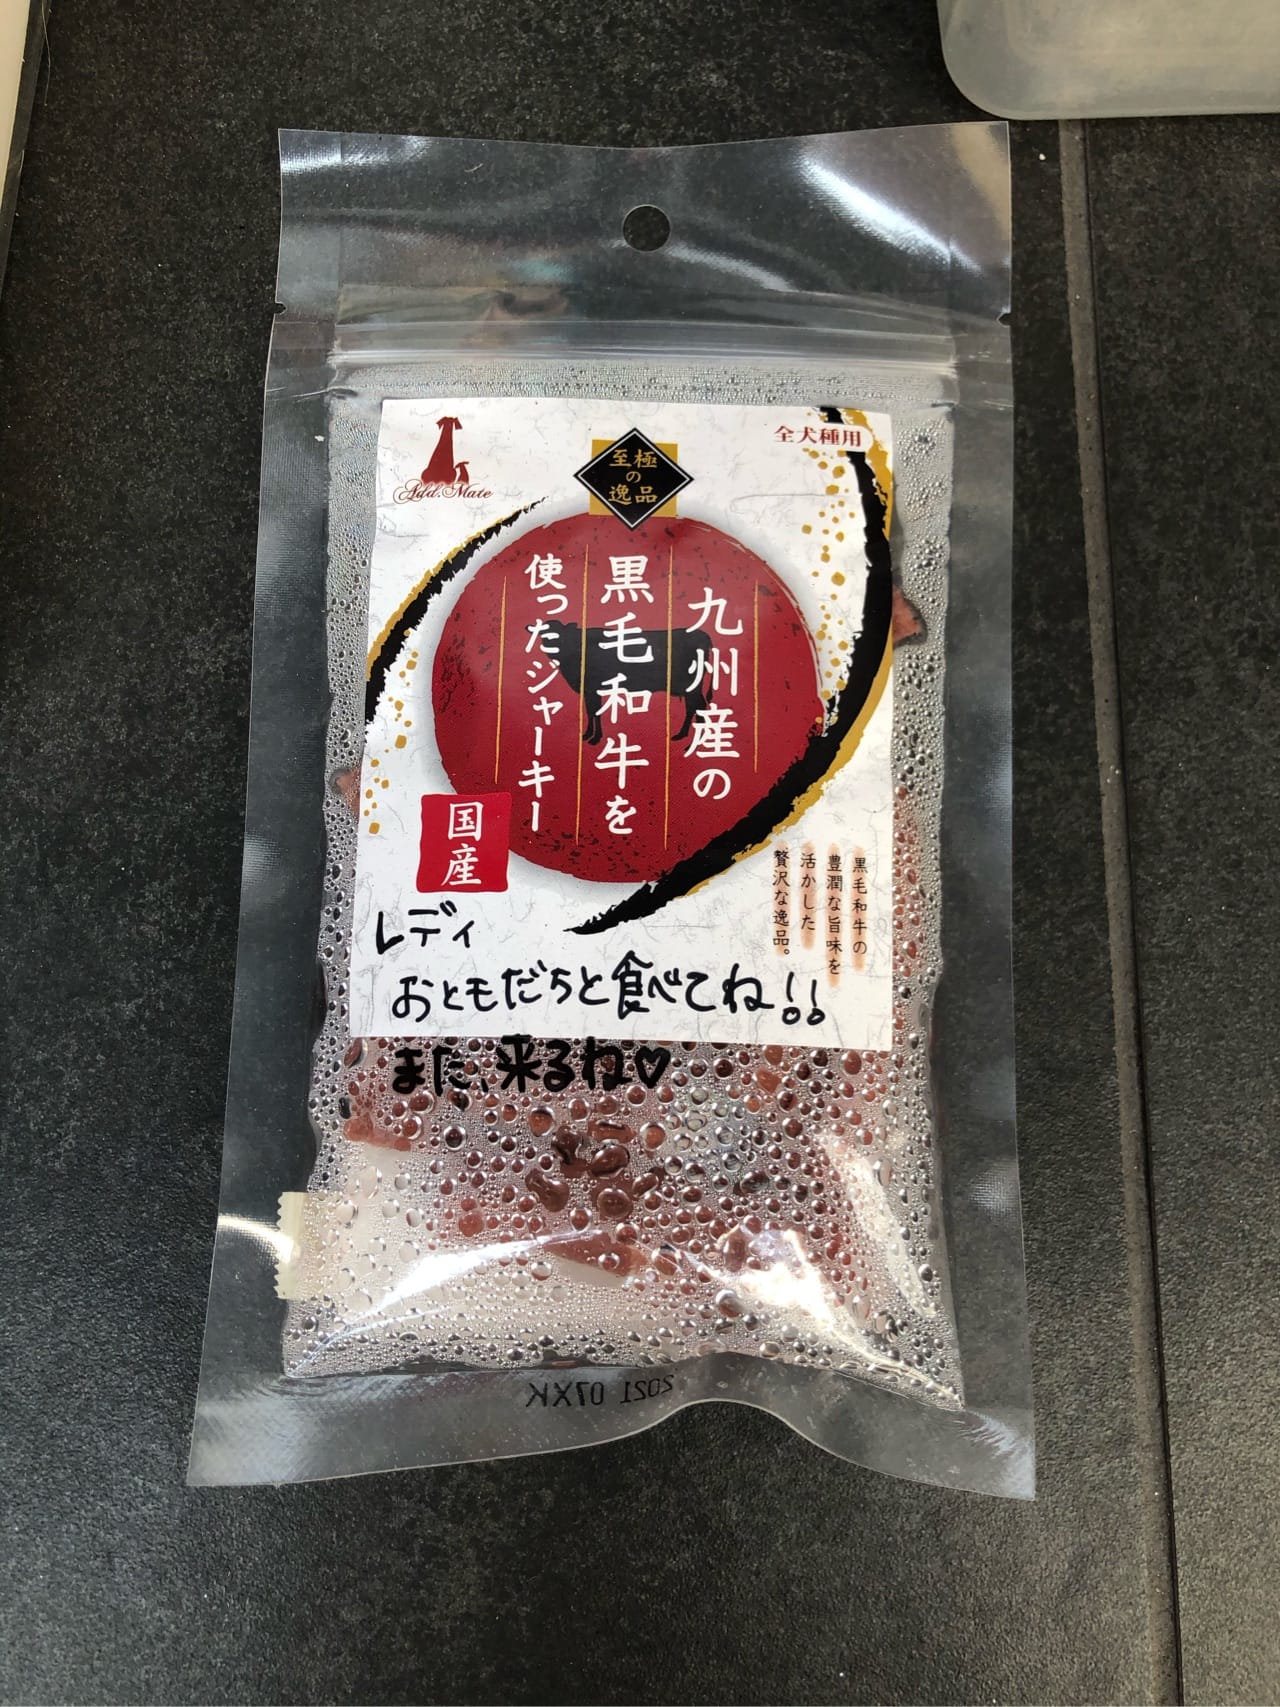 Add.Mate
至極
の
逸品
全犬種用
九州産の
黒毛和牛を
使ったジャーキー
国産
黒毛和牛の
豊潤な旨味を
活かした
贅沢な逸品。
レディ
おともだちと食べてね!!
また、来るね♡
2021 07XK